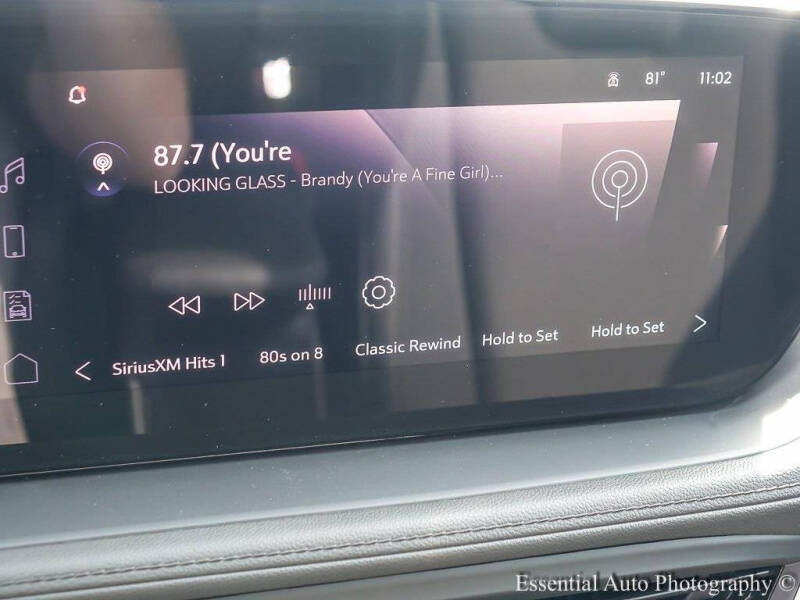 81° 11:02
87.7 (You're
LOOKING GLASS - Brandy (You're A Fine Girl)...
SiriusXM Hits 1 80s on 8 Classic Rewind Hold to Set Hold to Set
Essential Auto Photography ©